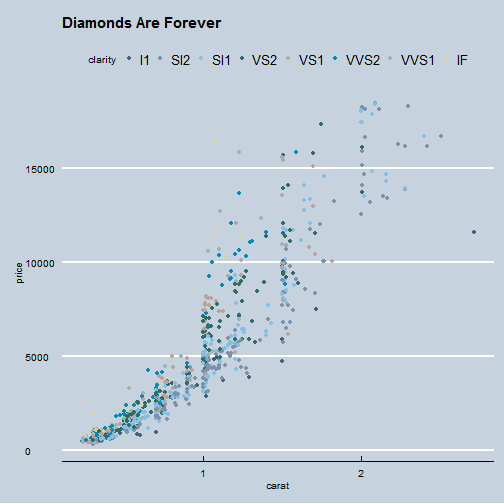 Diamonds Are Forever
clarity I1 SI2 SI1 VS2 VS1 VVS2 VVS1 IF
15000
10000
5000
0
price
1 2
carat